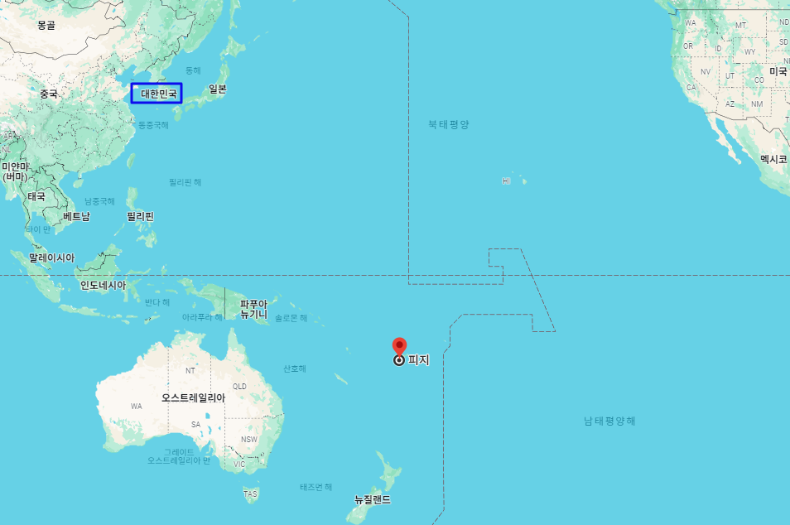 몽골
WA
MT
ND
OR
ID
SD
WY
동해
NV
미국
UT
CO
중국
대한민국
일본
CA
AZ
NM
동중국해
북태평양
멕시코
미얀마
(버마)
필리핀 해
HI
태국
남중국해
베트남
필리핀
말레이시아
인도네시아
반다 해
파푸아
뉴기니
아라푸라 해
솔로몬 해
피지
산호해
NT
QLD
오스트레일리아
WA
SA
남태평양해
NSW
그레이트
오스트레일리아 만
VIC
태즈먼 해
TAS
뉴질랜드